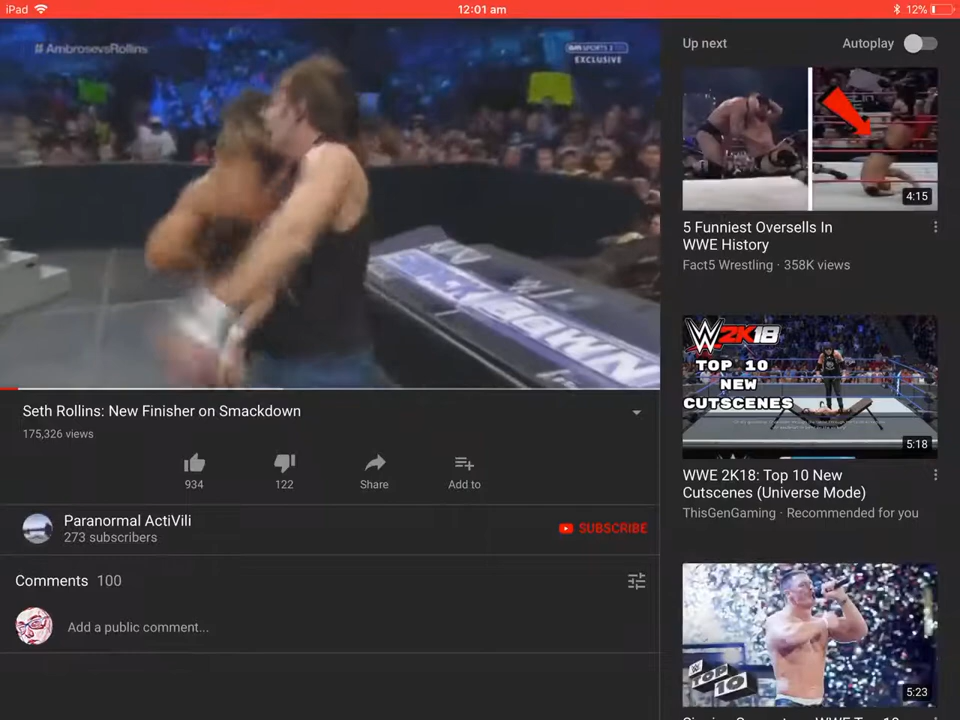 iPad
12:01 am
12%
# AmbrosevsRollins
EXCLUSIVE
SMACKDOWN
Seth Rollins: New Finisher on Smackdown
175,326 views
934
122
Share
Add to
Paranormal ActiVili
273 subscribers
SUBSCRIBE
Comments 100
Add a public comment...
Up next
Autoplay
4:15
5 Funniest Oversells In
WWE History
Fact5 Wrestling · 358K views
W 2K18
TOP 10
NEW
CUTSCENES
5:18
WWE 2K18: Top 10 New
Cutscenes (Universe Mode)
ThisGenGaming · Recommended for you
TOP
10
5:23